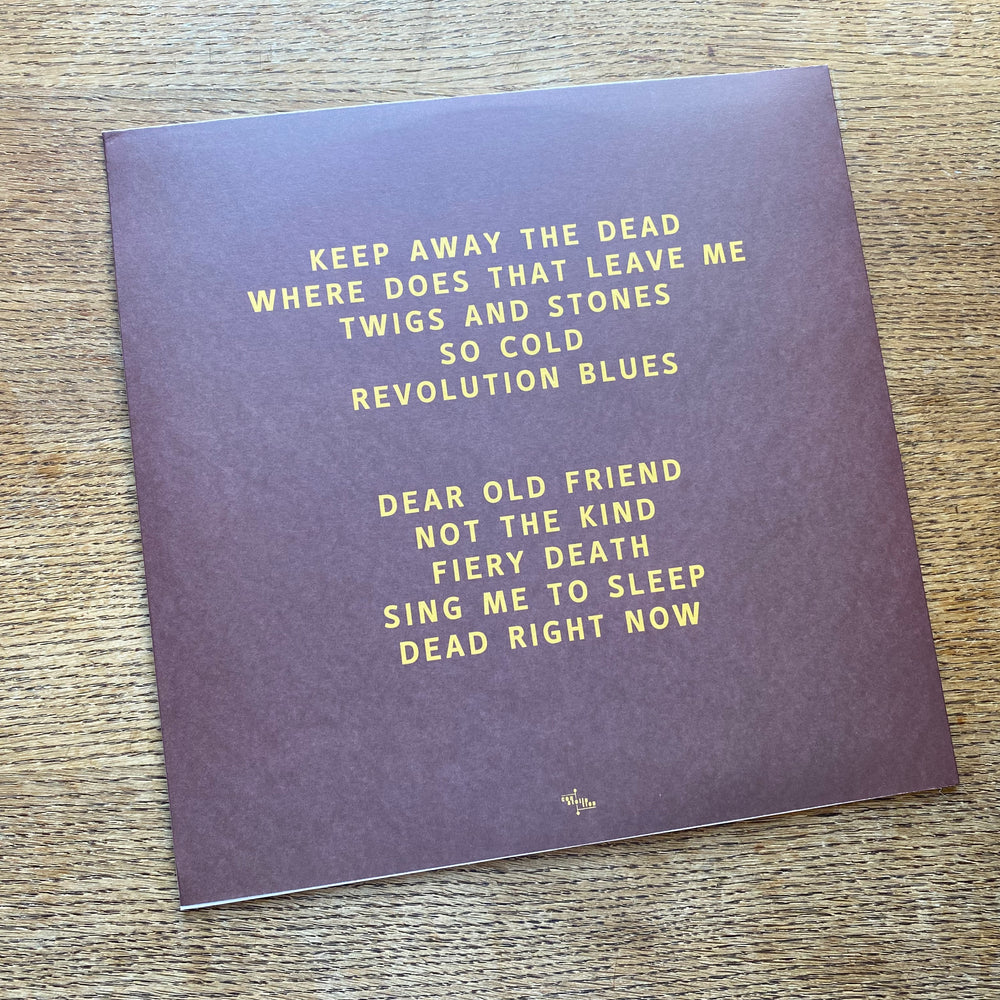 KEEP AWAY THE DEAD
WHERE DOES THAT LEAVE ME
TWIGS AND STONES
SO COLD
REVOLUTION BLUES
DEAR OLD FRIEND
NOT THE KIND
FIERY DEATH
SING ME TO SLEEP
DEAD RIGHT NOW